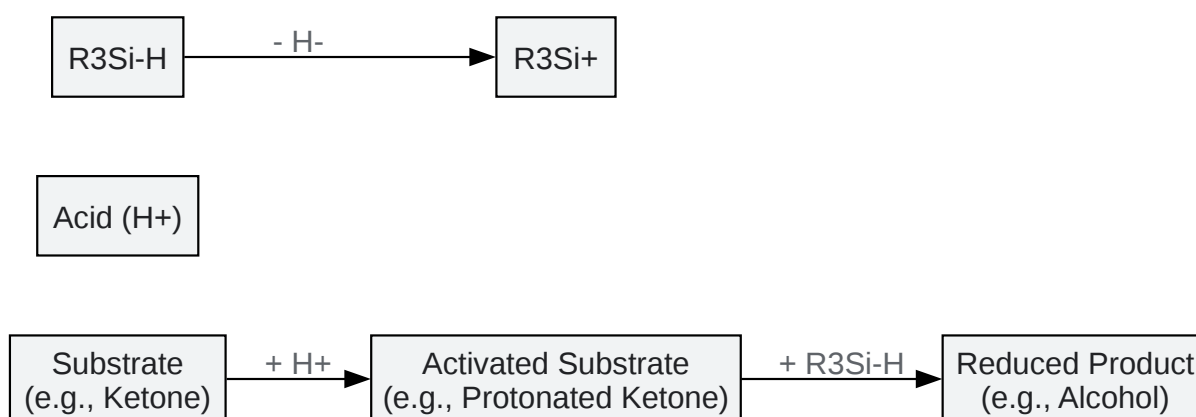 R3Si-H
- H-
R3Si+
Acid (H+)
Substrate
(e.g., Ketone)
+ H+
Activated Substrate
(e.g., Protonated Ketone)
+ R3Si-H
Reduced Product
(e.g., Alcohol)